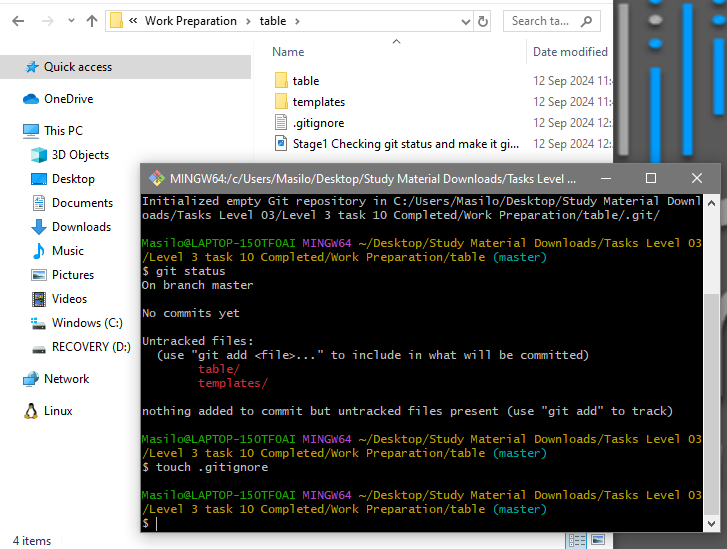 « Work Preparation > table >
Search ta...
Name
Date modified
Quick access
OneDrive
This PC
3D Objects
Desktop
Documents
Downloads
Music
Pictures
Videos
Windows (C:)
RECOVERY (D:)
Network
Linux
table 12 Sep 2024 11:4
templates 12 Sep 2024 11:4
.gitignore 12 Sep 2024 12:
Stage1 Checking git status and make it gi... 12 Sep 2024 12:
MINGW64:/c/Users/Masilo/Desktop/Study Material Downloads/Tasks Level ...
Initialized empty Git repository in C:/Users/Masilo/Desktop/Study Material Downl
oads/Tasks Level 03/Level 3 task 10 Completed/Work Preparation/table/.git/
Masilo@LAPTOP-150TF0AI MINGW64 ~/Desktop/Study Material Downloads/Tasks Level 03
/Level 3 task 10 Completed/Work Preparation/table (master)
$ git status
On branch master
No commits yet
Untracked files:
(use "git add <file>..." to include in what will be committed)
table/
templates/
nothing added to commit but untracked files present (use "git add" to track)
Masilo@LAPTOP-150TF0AI MINGW64 ~/Desktop/Study Material Downloads/Tasks Level 03
/Level 3 task 10 Completed/Work Preparation/table (master)
$ touch .gitignore
Masilo@LAPTOP-150TF0AI MINGW64 ~/Desktop/Study Material Downloads/Tasks Level 03
/Level 3 task 10 Completed/Work Preparation/table (master)
$
4 items